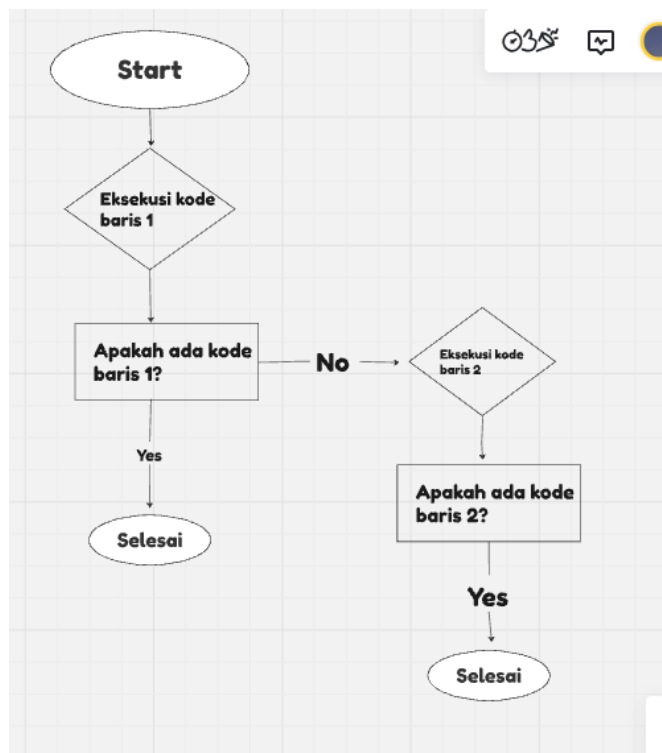 Start
Eksekusi kode
baris 1
Apakah ada kode
baris 1?
No
Eksekusi kode
baris 2
Yes
Selesai
Apakah ada kode
baris 2?
Yes
Selesai